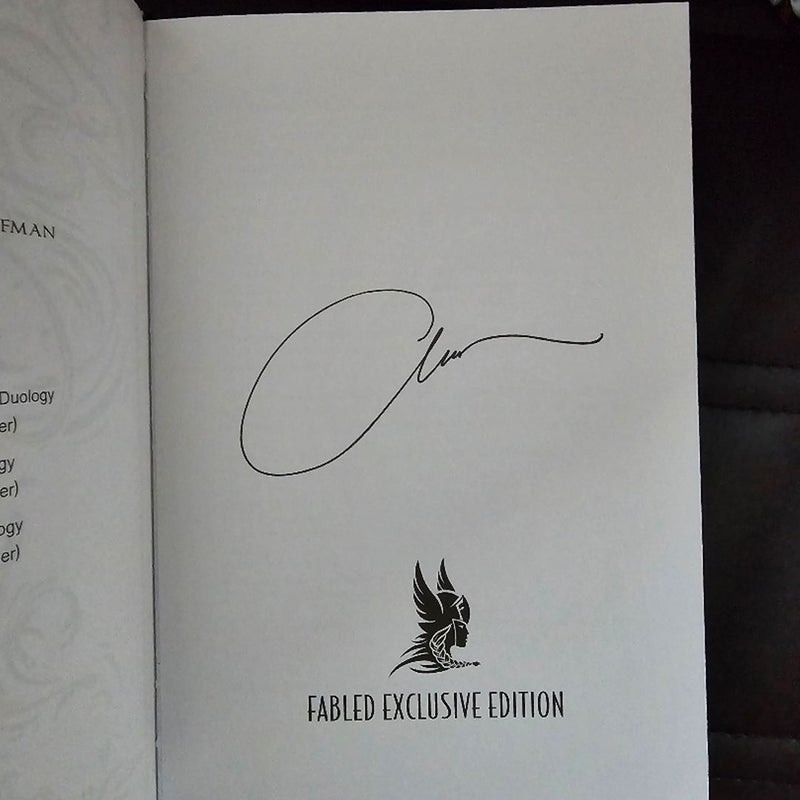 FMAN
Duology
er)
gy
er)
ogy
er)
FABLED EXCLUSIVE EDITION